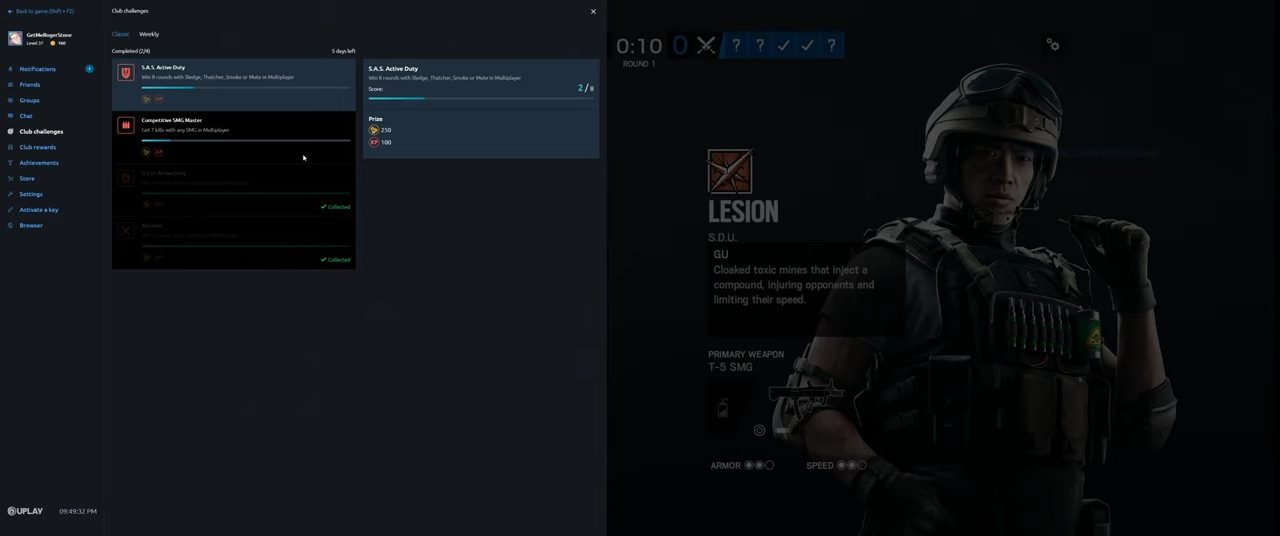 Back to game (Shift + F2)
GetMeRogerStone
Level 37 160
Notifications 1
Friends
Groups
Chat
Club challenges
Club rewards
Achievements
Store
Settings
Activate a key
Browser
UPLAY 09:49:32 PM
Club challenges
Classic Weekly
Completed (2/4) 5 days left
S.A.S. Active Duty
Win 8 rounds with Sledge, Thatcher, Smoke or Mute in Multiplayer
Competitive SMG Master
Get 7 kills with any SMG in Multiplayer
Active Duty
Collected
Attacker
Collected
S.A.S. Active Duty
Win 8 rounds with Sledge, Thatcher, Smoke or Mute in Multiplayer
Score: 2/8
Prize
250
XP 100
0:10 0 ? ? ?
ROUND 1
LESION
S.D.U.
GU
Cloaked toxic mines that inject a
compound, injuring opponents and
limiting their speed.
PRIMARY WEAPON
T-5 SMG
ARMOR SPEED